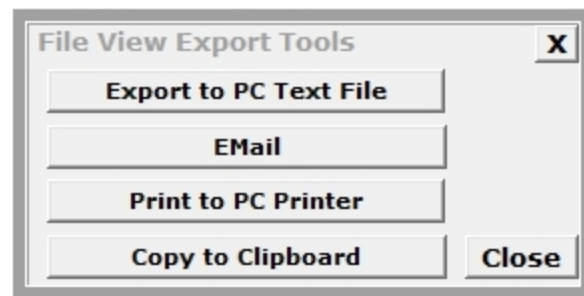 File View Export Tools X
Export to PC Text File
EMail
Print to PC Printer
Copy to Clipboard Close